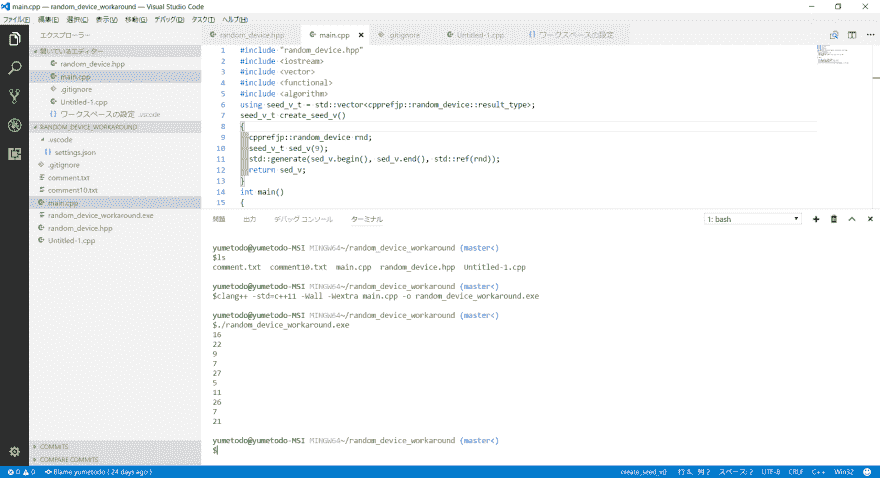 main.cpp — random_device_workaround — Visual Studio Code
ファイル(F) 編集(E) 選択(C) 表示(V) 移動(G) デバッグ(D) タスク(T) ヘルプ(H)
エクスプローラー
開いているエディター
random_device.hpp
main.cpp
.gitignore
Untitled-1.cpp
ワークスペースの設定 .vscode
RANDOM_DEVICE_WORKAROUND
.vscode
settings.json
.gitignore
comment.txt
comment10.txt
main.cpp
random_device_workaround.exe
random_device.hpp
Untitled-1.cpp
COMMITS
COMPARE COMMITS
random_device.hpp main.cpp .gitignore Untitled-1.cpp {} ワークスペースの設定
1 #include "random_device.hpp"
2 #include <iostream>
3 #include <vector>
4 #include <functional>
5 #include <algorithm>
6 using seed_v_t = std::vector<cpprefjp::random_device::result_type>;
7 seed_v_t create_seed_v()
8 {
9 cpprefjp::random_device rnd;
10 seed_v_t sed_v(9);
11 std::generate(sed_v.begin(), sed_v.end(), std::ref(rnd));
12 return sed_v;
13 }
14 int main()
15 {
問題 出力 デバッグ コンソール ターミナル 1: bash
yumetodo@yumetodo-MSI MINGW64~/random_device_workaround (master<)
$ls
comment.txt comment10.txt main.cpp random_device.hpp Untitled-1.cpp
yumetodo@yumetodo-MSI MINGW64~/random_device_workaround (master<)
$clang++ -std=c++11 -Wall -Wextra main.cpp -o random_device_workaround.exe
yumetodo@yumetodo-MSI MINGW64~/random_device_workaround (master<)
$./random_device_workaround.exe
16
22
9
7
27
5
11
26
7
21
yumetodo@yumetodo-MSI MINGW64~/random_device_workaround (master<)
$
0 0 Blame yumetodo ( 24 days ago ) create_seed_v() 行 8、列 2 スペース: 2 UTF-8 CRLF C++ Win32